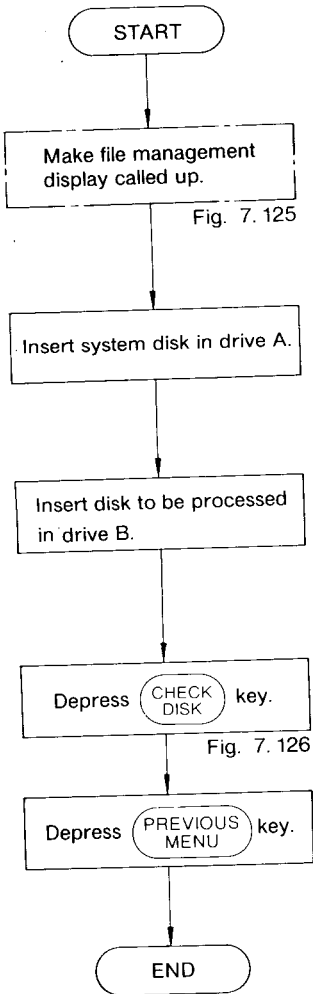 START
Make file management
display called up.
Fig. 7. 125
Insert system disk in drive A.
Insert disk to be processed
in drive B.
Depress CHECK DISK key.
Fig. 7. 126
Depress PREVIOUS MENU key.
END